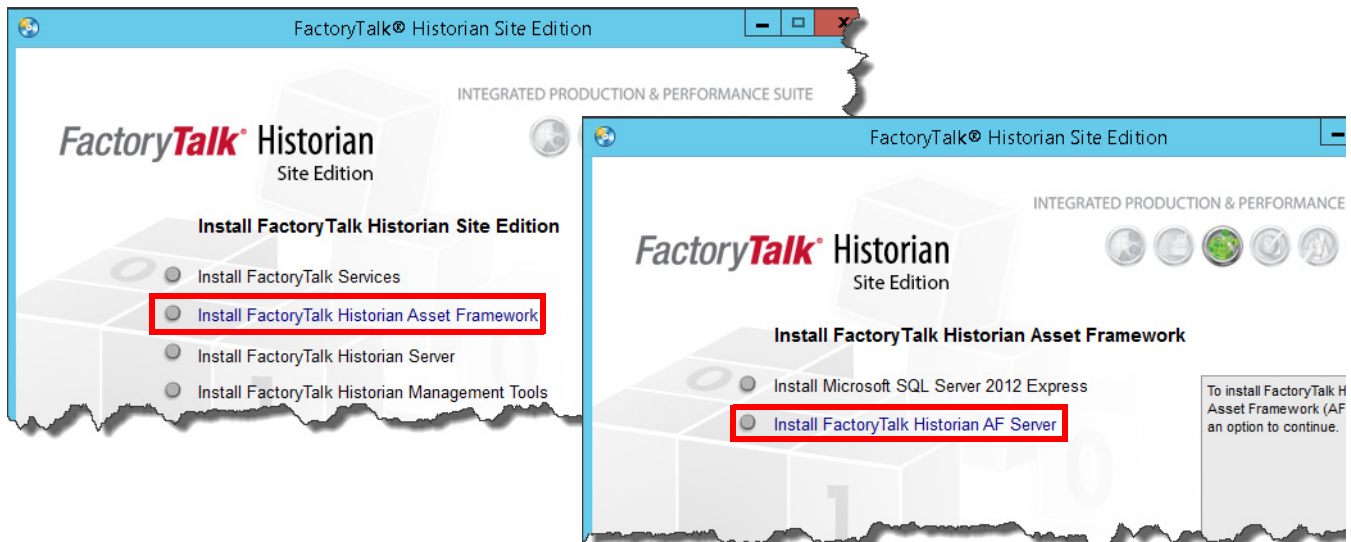 FactoryTalk® Historian Site Edition
INTEGRATED PRODUCTION & PERFORMANCE SUITE
FactoryTalk® Historian
Site Edition
Install FactoryTalk Historian Site Edition
Install FactoryTalk Services
Install FactoryTalk Historian Asset Framework
Install FactoryTalk Historian Server
Install FactoryTalk Historian Management Tools
FactoryTalk® Historian Site Edition
INTEGRATED PRODUCTION & PERFORMANCE
FactoryTalk® Historian
Site Edition
Install FactoryTalk Historian Asset Framework
Install Microsoft SQL Server 2012 Express
Install FactoryTalk Historian AF Server
To install FactoryTalk H
Asset Framework (AF
an option to continue.